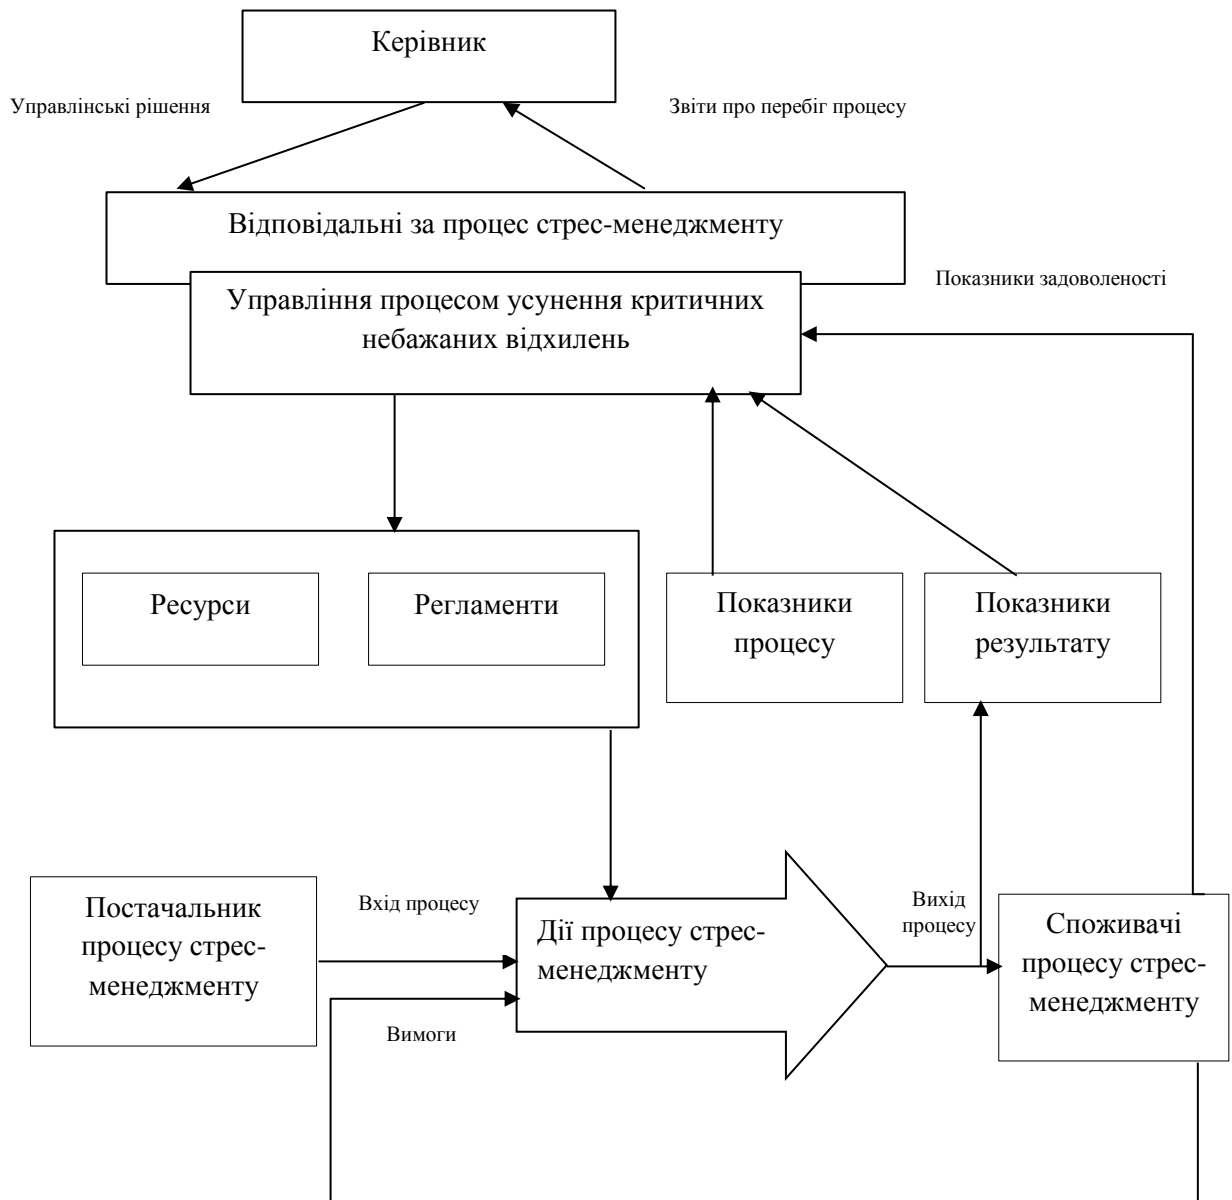 Керівник
Управлінські рішення
Звіти про перебіг процесу
Відповідальні за процес стрес-менеджменту
Показники задоволеності
Управління процесом усунення критичних
небажаних відхилень
Ресурси
Регламенти
Показники
процесу
Показники
результату
Постачальник
процесу стрес-
менеджменту
Вхід процесу
Дії процесу стрес-
менеджменту
Вихід
процесу
Споживачі
процесу стрес-
менеджменту
Вимоги